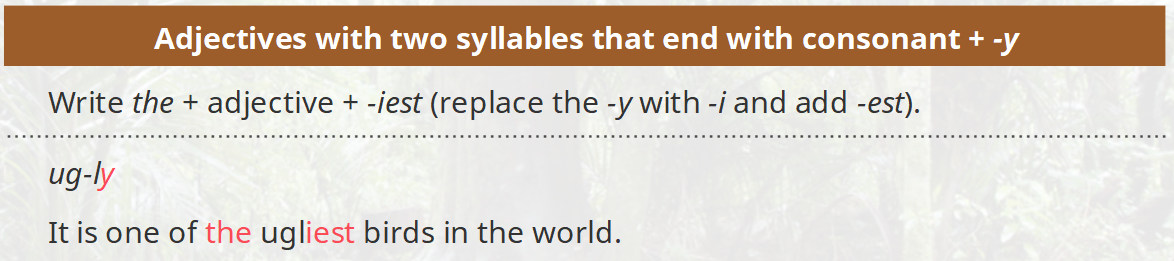 Adjectives with two syllables that end with consonant + -y
Write the + adjective + -iest (replace the -y with -i and add -est).
ug-ly
It is one of the ugliest birds in the world.